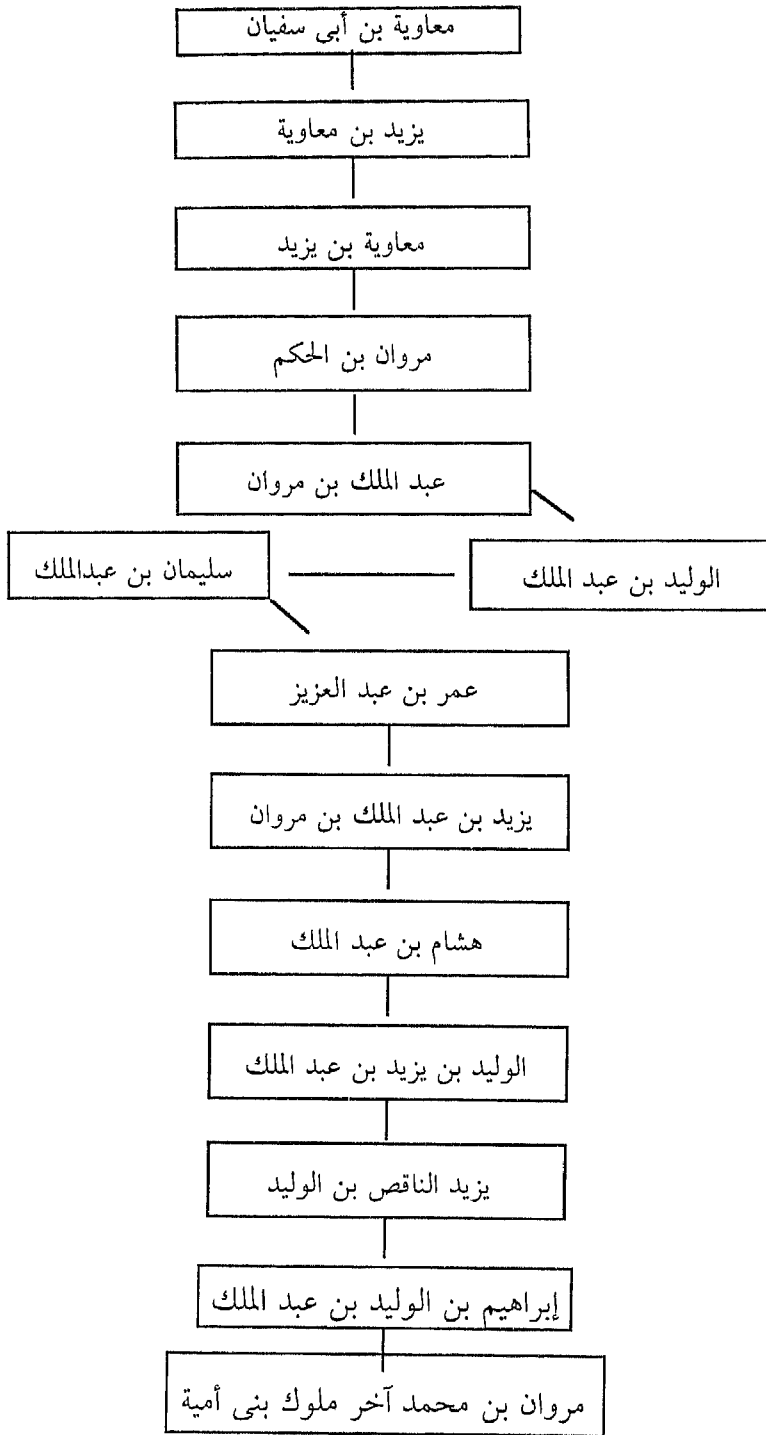 معاوية بن أبى سفيان
يزيد بن معاوية
معاوية بن يزيد
مروان بن الحكم
عبد الملك بن مروان
الوليد بن عبد الملك
سليمان بن عبدالملك
عمر بن عبد العزيز
يزيد بن عبد الملك بن مروان
هشام بن عبد الملك
الوليد بن يزيد بن عبد الملك
يزيد الناقص بن الوليد
إبراهيم بن الوليد بن عبد الملك
مروان بن محمد آخر ملوك بنى أمية